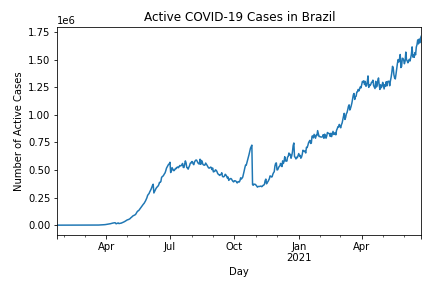 Active COVID-19 Cases in Brazil
1e6
1.75
1.50
1.25
1.00
0.75
0.50
0.25
0.00
Number of Active Cases
Apr Jul Oct Jan Apr
2021
Day